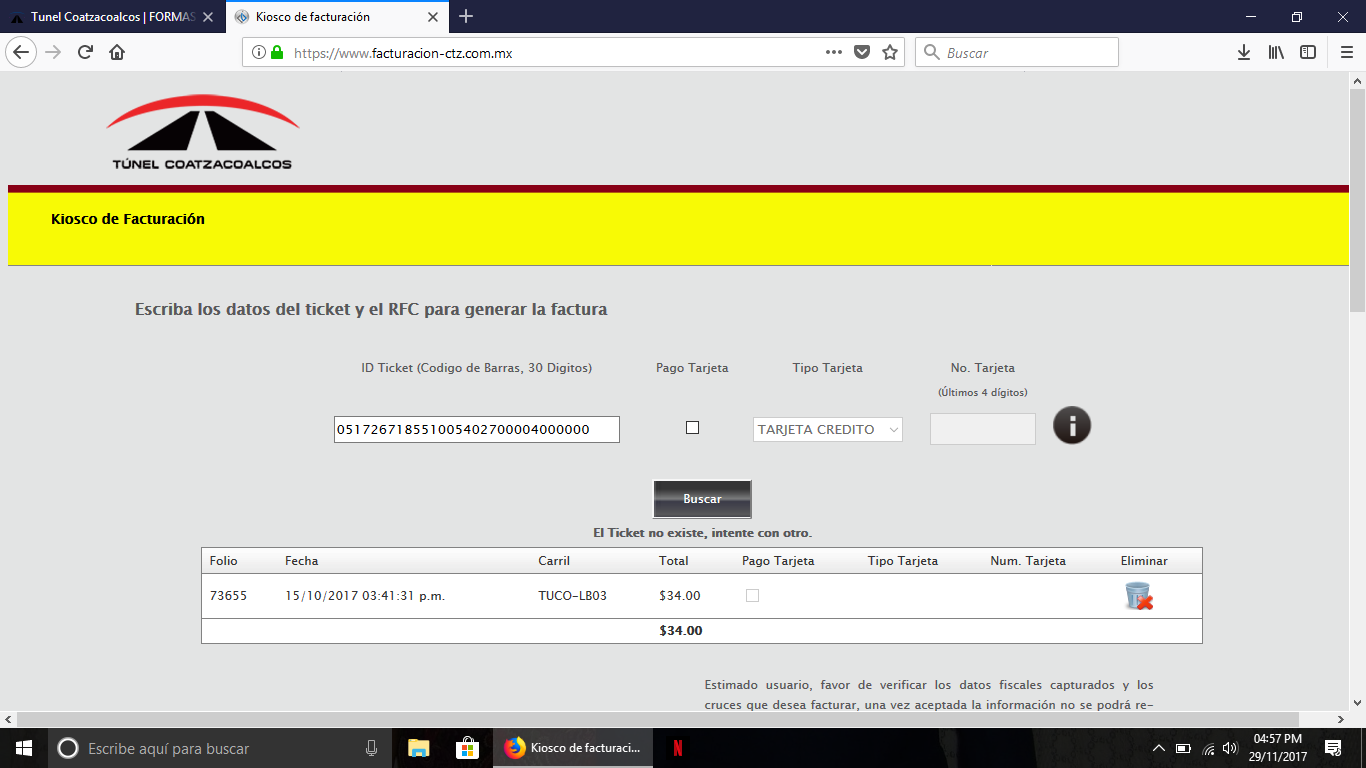 Tunel Coatzacoalcos | FORMAS
Kiosco de facturación
https://www.facturacion-ctz.com.mx
Buscar
TÚNEL COATZACOALCOS
Kiosco de Facturación
Escriba los datos del ticket y el RFC para generar la factura
ID Ticket (Codigo de Barras, 30 Digitos) Pago Tarjeta Tipo Tarjeta No. Tarjeta
(Últimos 4 dígitos)
051726718551005402700004000000 TARJETA CREDITO
Buscar
El Ticket no existe, intente con otro.
Folio Fecha Carril Total Pago Tarjeta Tipo Tarjeta Num. Tarjeta Eliminar
73655 15/10/2017 03:41:31 p.m. TUCO-LB03 $34.00
$34.00
Estimado usuario, favor de verificar los datos fiscales capturados y los
cruces que desea facturar, una vez aceptada la información no se podrá re-
Escribe aquí para buscar
Kiosco de facturaci...
04:57 PM
29/11/2017